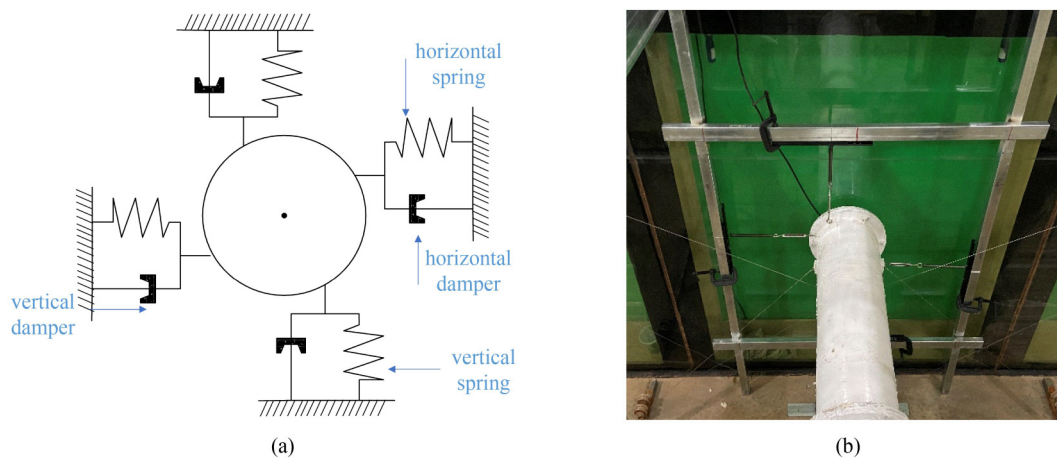 horizontal
spring
horizontal
damper
vertical
damper
vertical
spring
(a)
(b)